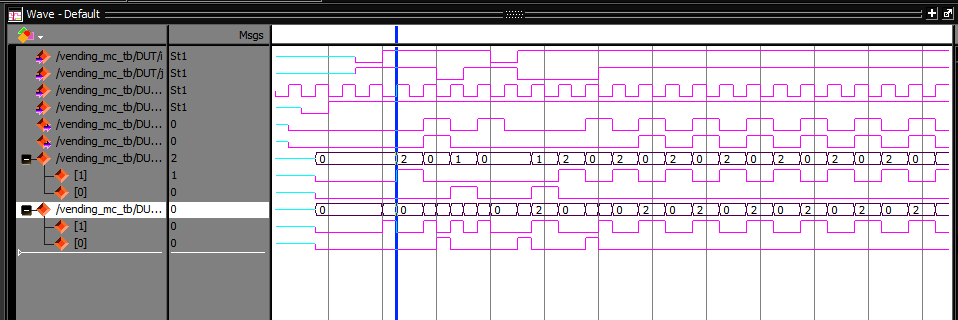 Wave - Default
Msgs
/vending_mc_tb/DUT/i St1
/vending_mc_tb/DUT/j St1
/vending_mc_tb/DU... St1
/vending_mc_tb/DU... St1
/vending_mc_tb/DU... 0
/vending_mc_tb/DU... 0
/vending_mc_tb/DU... 2 0 2 0 1 0 1 2 0 2 0 2 0 2 0 2 0 2 0 2 0
[1] 1
[0] 0
/vending_mc_tb/DU... 0 0 0 0 2 0 0 2 0 2 0 2 0 2 0 2 0
[1] 0
[0] 0